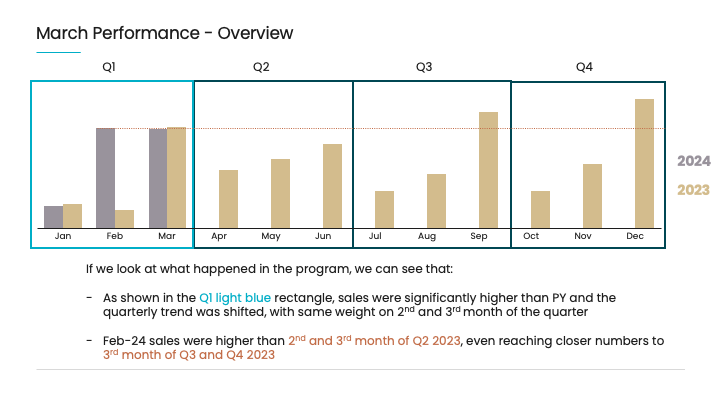 March Performance - Overview
Q1 Q2 Q3 Q4
2024
2023
Jan Feb Mar Apr May Jun Jul Aug Sep Oct Nov Dec
If we look at what happened in the program, we can see that:
- As shown in the Q1 light blue rectangle, sales were significantly higher than PY and the
quarterly trend was shifted, with same weight on 2nd and 3rd month of the quarter
- Feb-24 sales were higher than 2nd and 3rd month of Q2 2023, even reaching closer numbers to
3rd month of Q3 and Q4 2023